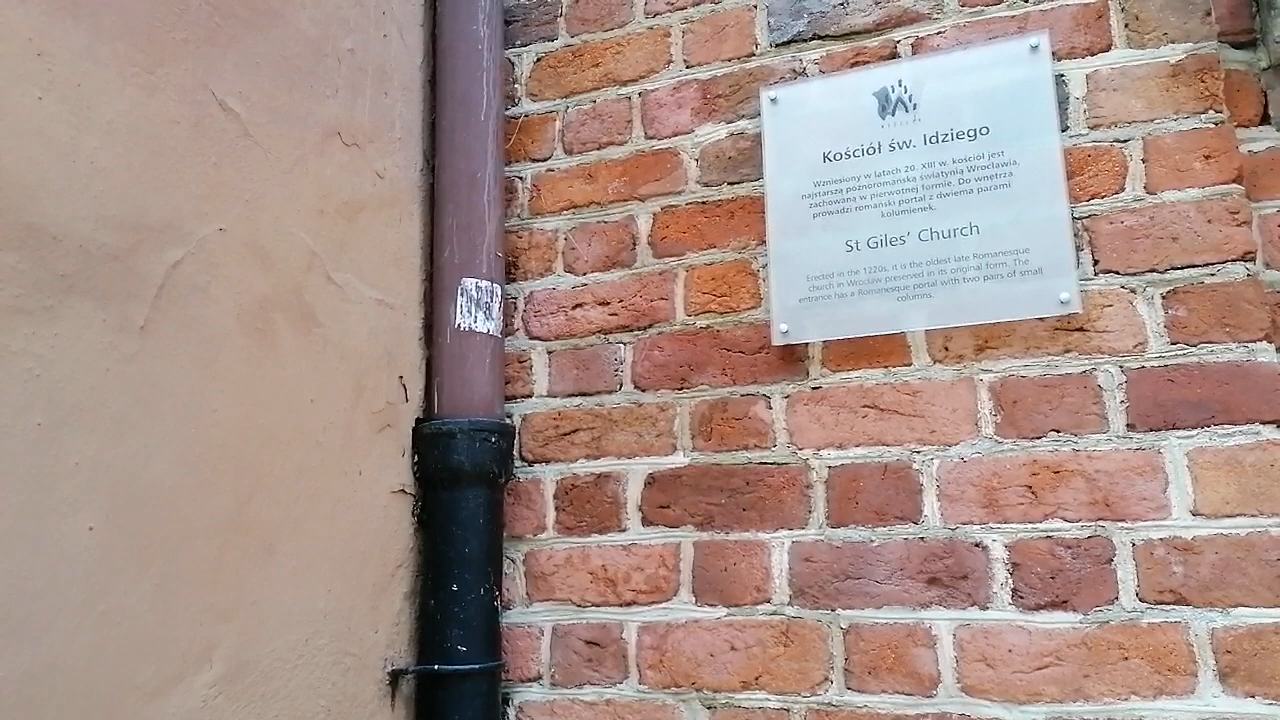 Kościół św. Idziego
Wzniesiony w latach 20. XIII w. kościół jest
najstarszą późnoromańską świątynią Wrocławia,
zachowaną w pierwotnej formie. Do wnętrza
prowadzi romański portal z dwiema parami
kolumienek.
St Giles' Church
Erected in the 1220s, it is the oldest late Romanesque
church in Wrocław preserved in its original form. The
entrance has a Romanesque portal with two pairs of small
columns.